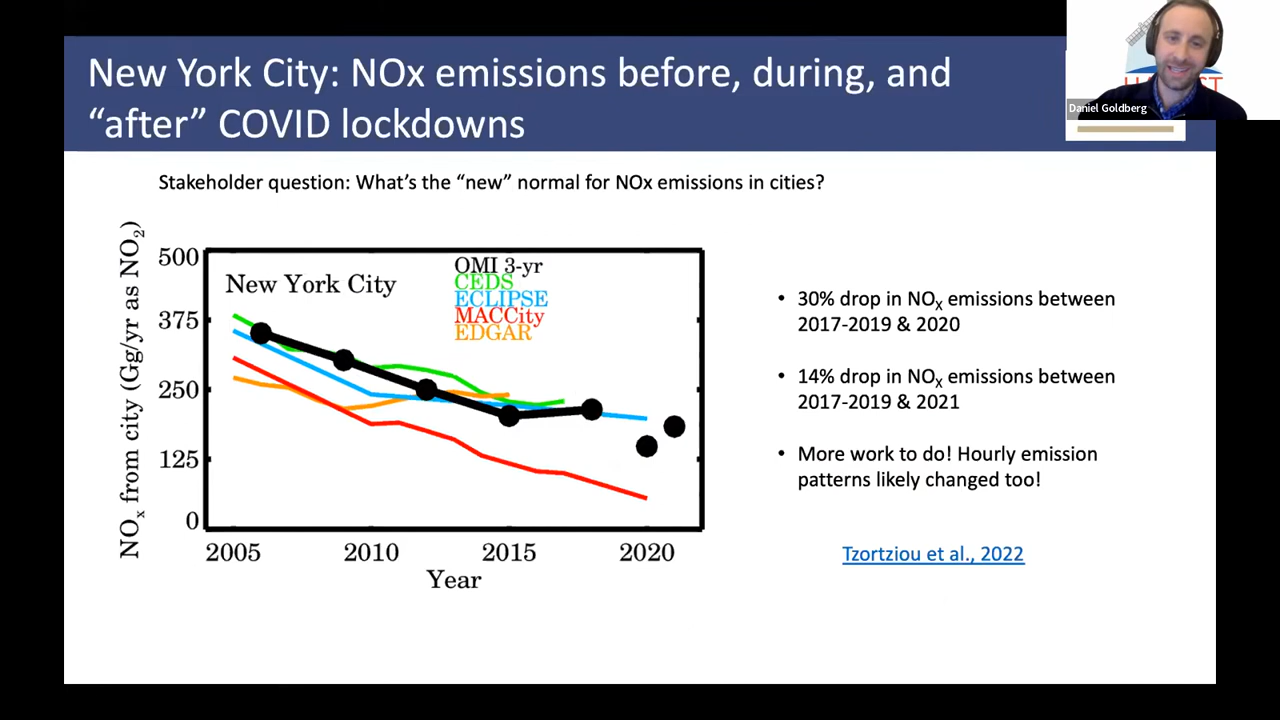 New York City: NOx emissions before, during, and
“after” COVID lockdowns
Daniel Goldberg
Stakeholder question: What’s the “new” normal for NOx emissions in cities?
NOₓ from city (Gg/yr as NO₂)
500
375
250
125
0
New York City
OMI 3-yr
CEDS
ECLIPSE
MACCity
EDGAR
2005 2010 2015 2020
Year
• 30% drop in NOₓ emissions between
2017-2019 & 2020
• 14% drop in NOₓ emissions between
2017-2019 & 2021
• More work to do! Hourly emission
patterns likely changed too!
Tzortziou et al., 2022